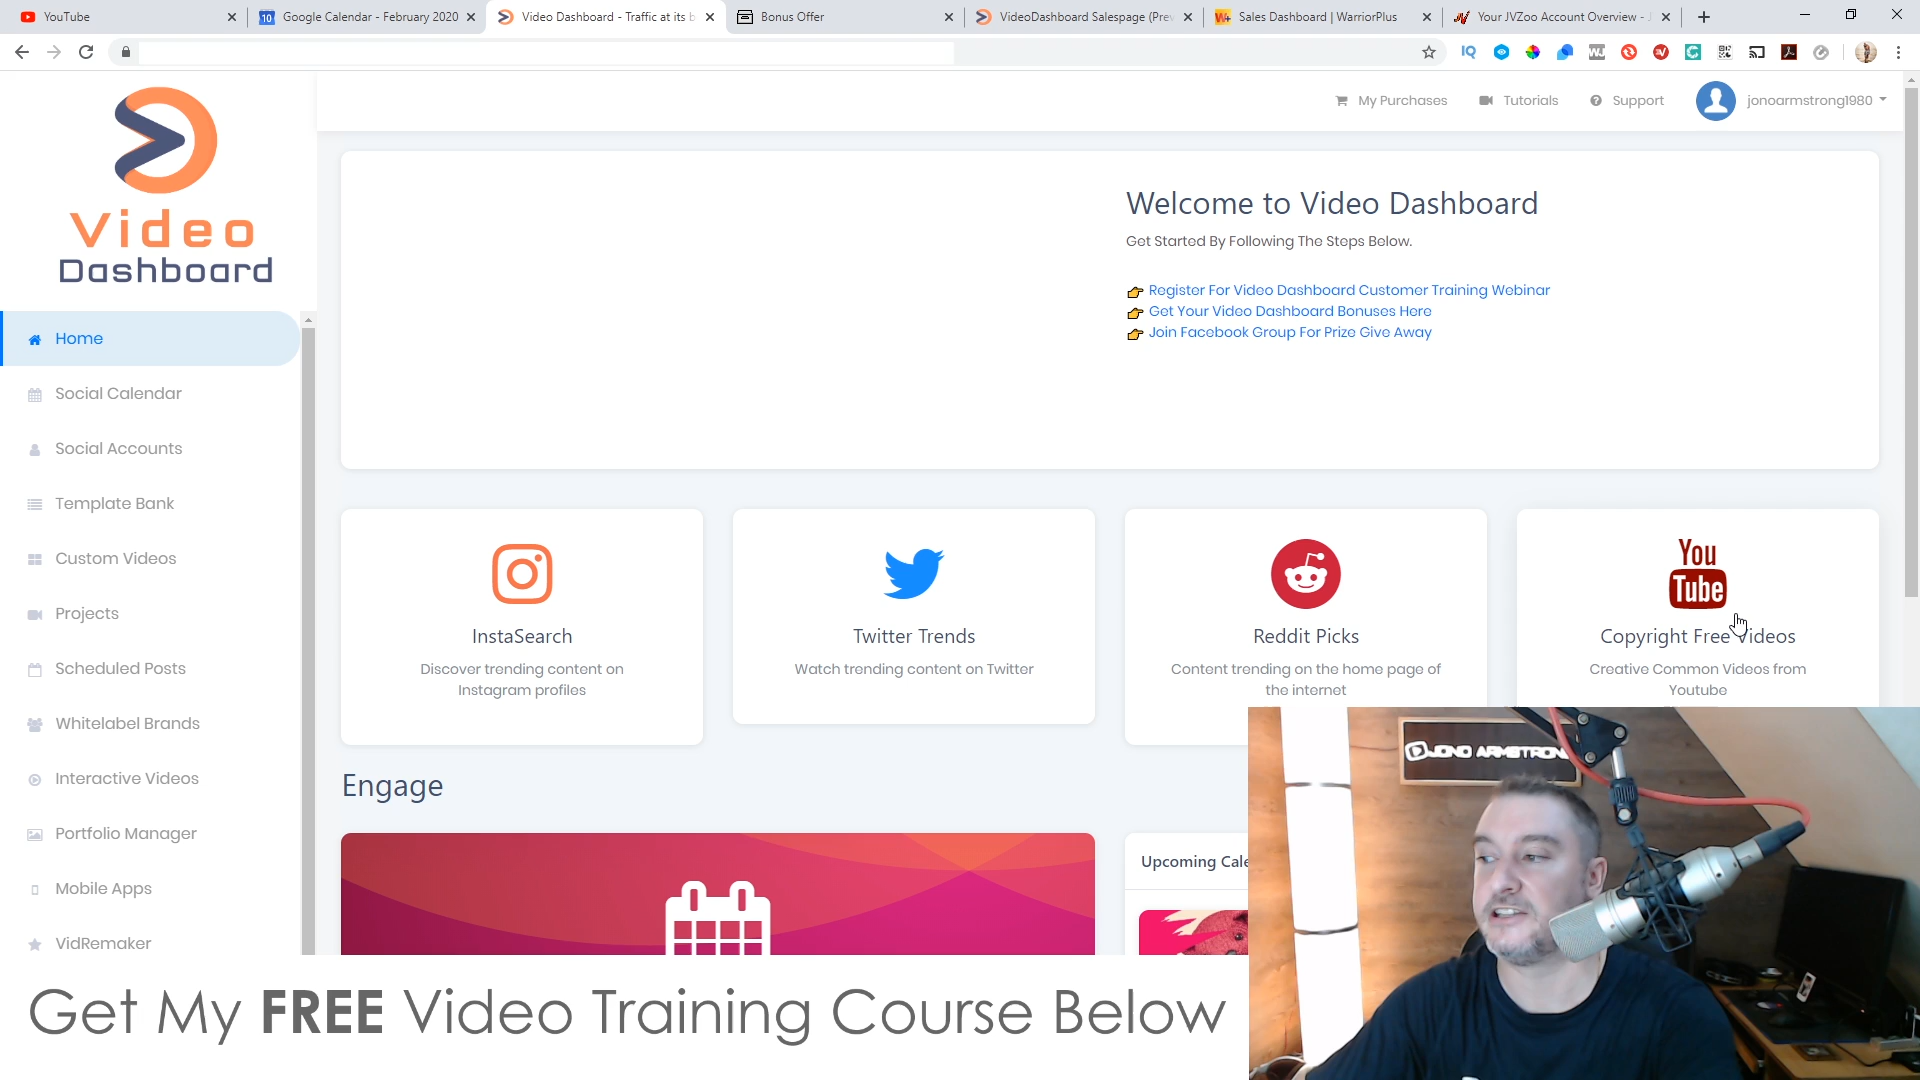 YouTube
Google Calendar - February 2020
Video Dashboard - Traffic at its b
Bonus Offer
VideoDashboard Salespage (Prev
Sales Dashboard | WarriorPlus
Your JVZoo Account Overview -
My Purchases
Tutorials
Support
jonoarmstrong1980
Video
Dashboard
Home
Social Calendar
Social Accounts
Template Bank
Custom Videos
Projects
Scheduled Posts
Whitelabel Brands
Interactive Videos
Portfolio Manager
Mobile Apps
VidRemaker
Welcome to Video Dashboard
Get Started By Following The Steps Below.
Register For Video Dashboard Customer Training Webinar
Get Your Video Dashboard Bonuses Here
Join Facebook Group For Prize Give Away
InstaSearch
Discover trending content on
Instagram profiles
Twitter Trends
Watch trending content on Twitter
Reddit Picks
Content trending on the home page of
the internet
You
Tube
Copyright Free Videos
Creative Common Videos from
Youtube
Engage
Upcoming Cale
JONO ARMSTRON
Get My FREE Video Training Course Below